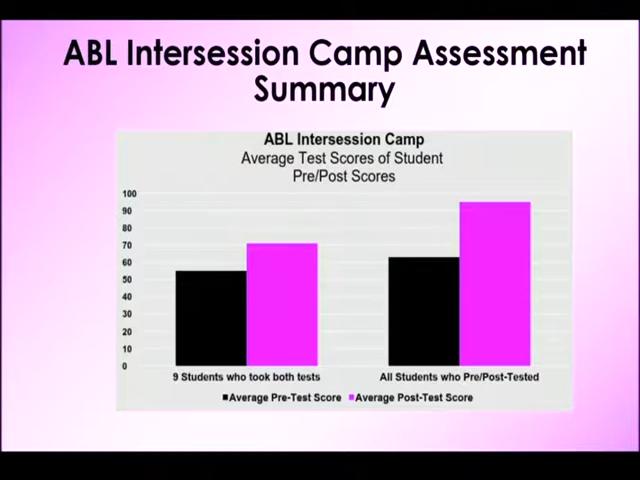 ABL Intersession Camp Assessment
Summary
ABL Intersession Camp
Average Test Scores of Student
Pre/Post Scores
100
90
80
70
60
50
40
30
20
10
0
9 Students who took both tests
All Students who Pre/Post-Tested
Average Pre-Test Score
Average Post-Test Score